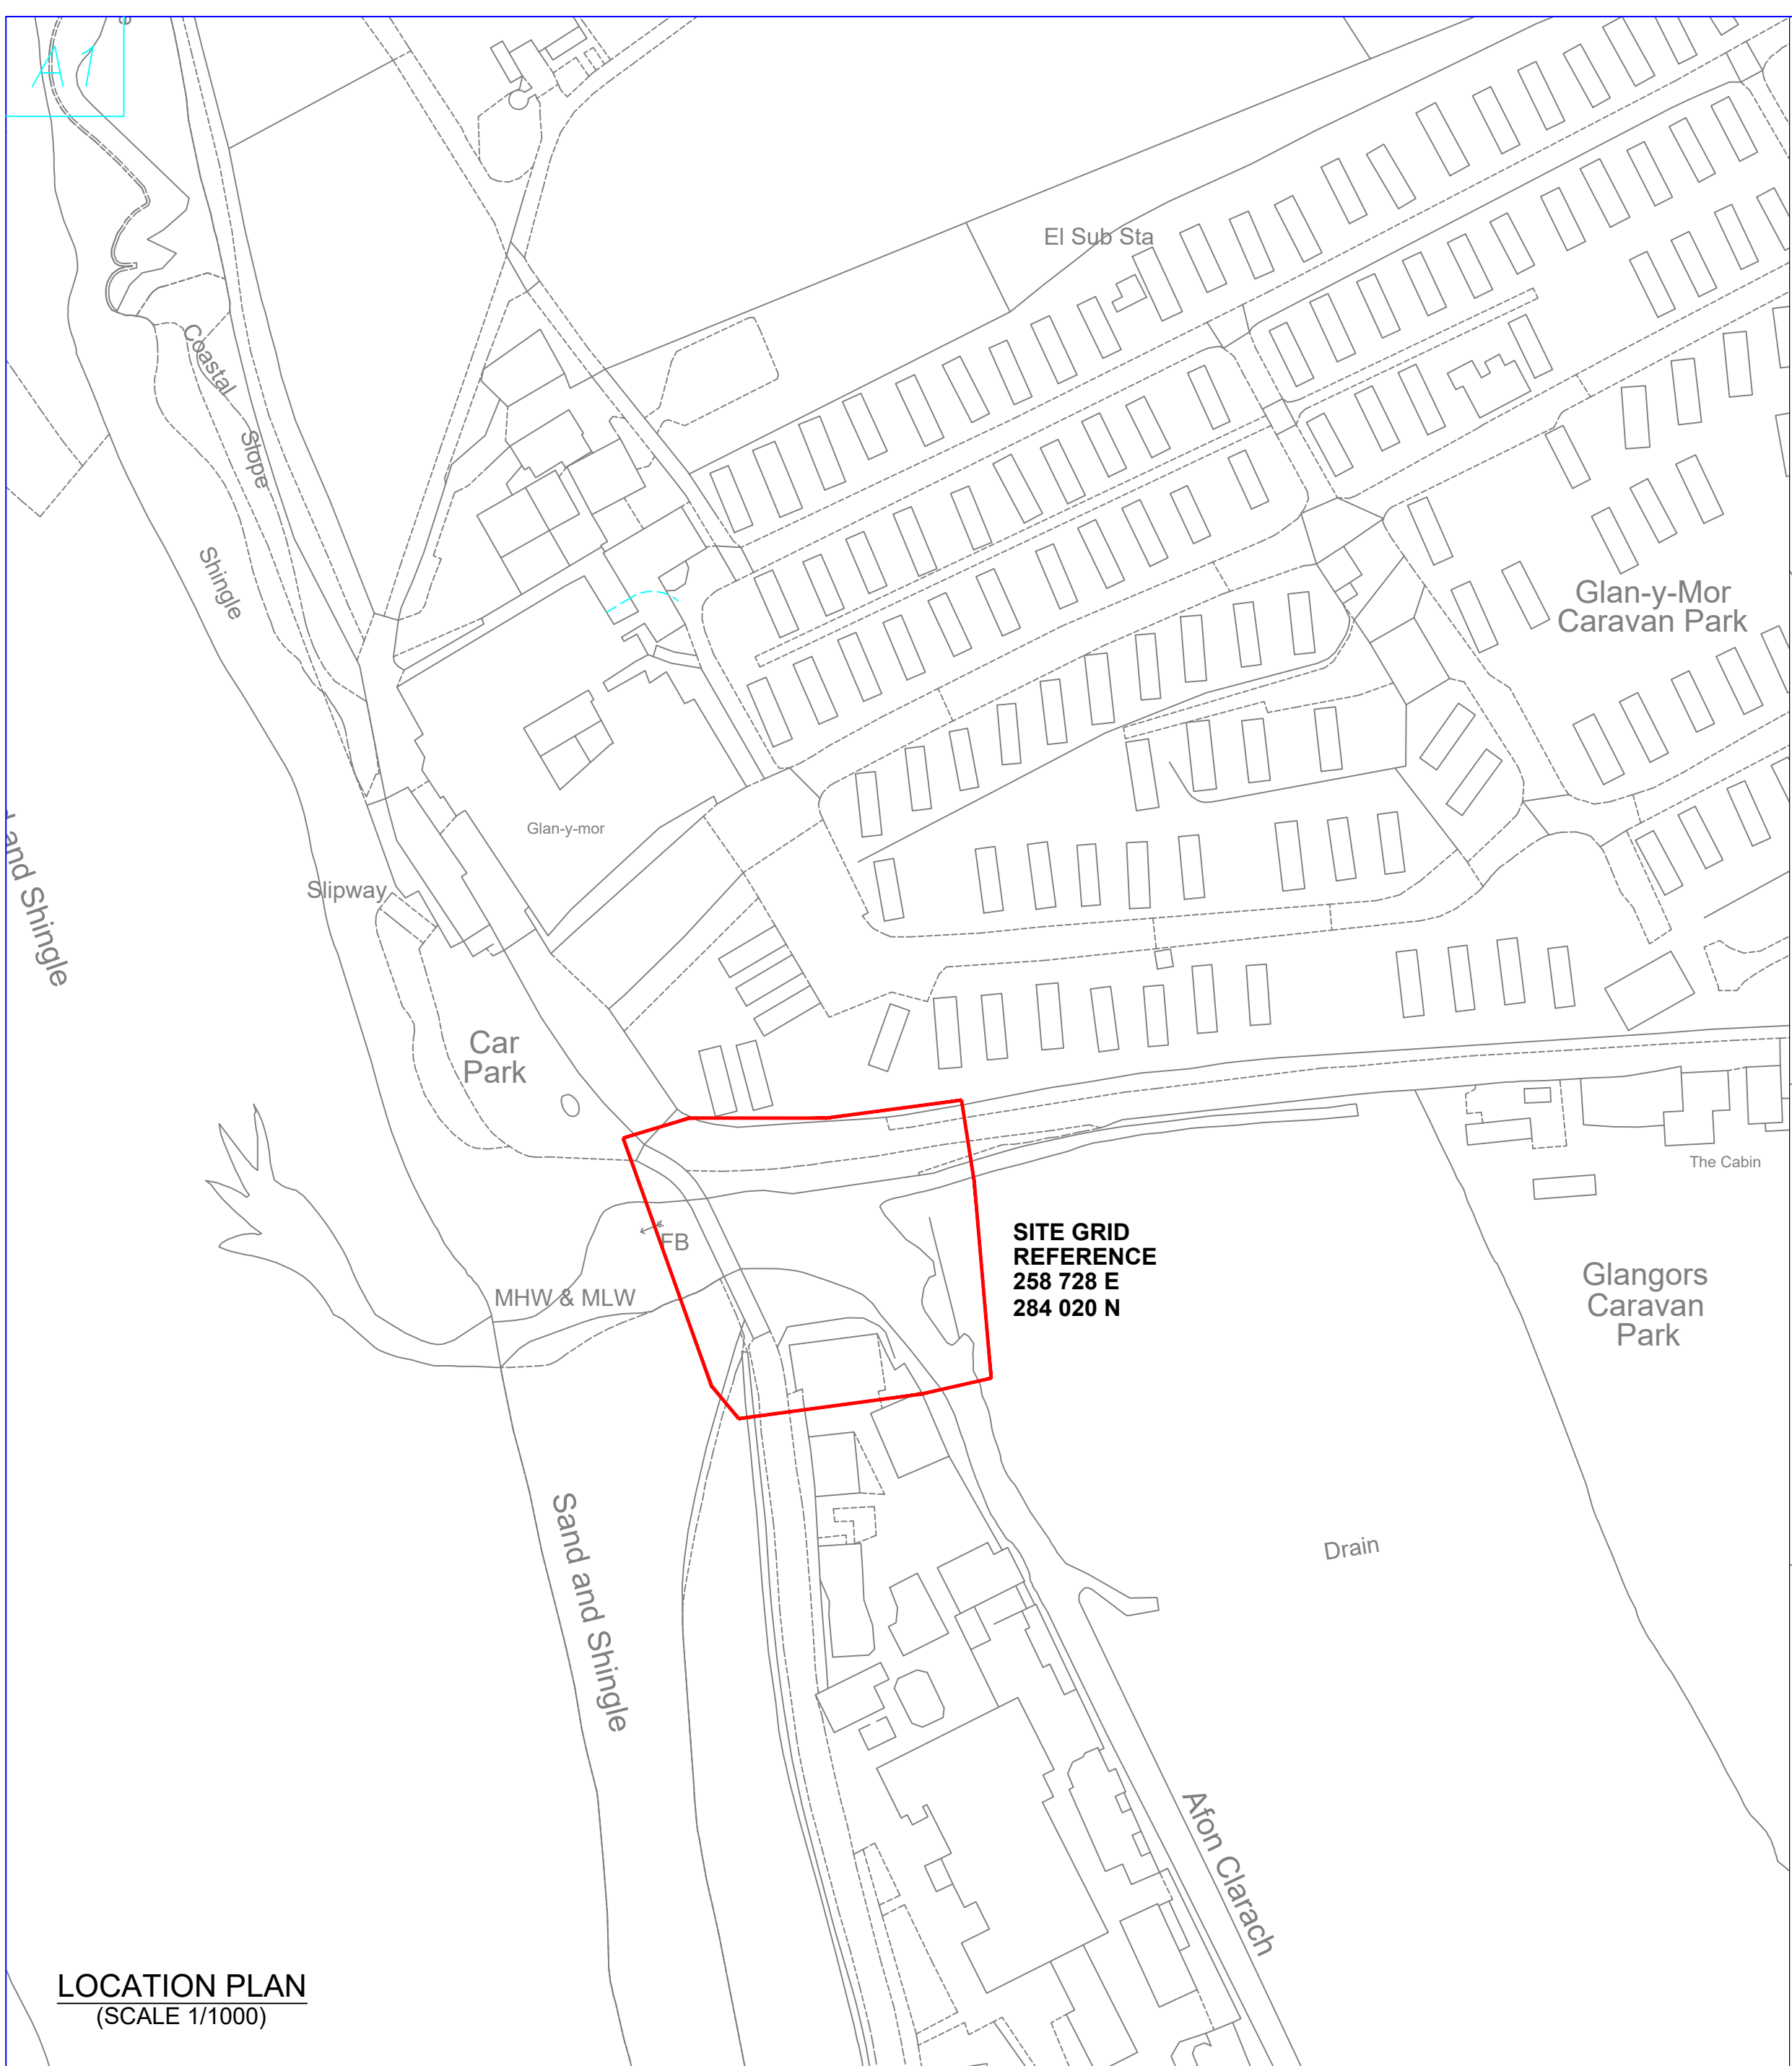 A1
El Sub Sta
Coastal
Slope
Shingle
Glan-y-Mor
Caravan Park
Glan-y-mor
Slipway
and Shingle
Car
Park
The Cabin
FB
SITE GRID
REFERENCE
258 728 E
284 020 N
MHW & MLW
Glangors
Caravan
Park
Sand and Shingle
Drain
Afon Clarach
LOCATION PLAN
(SCALE 1/1000)